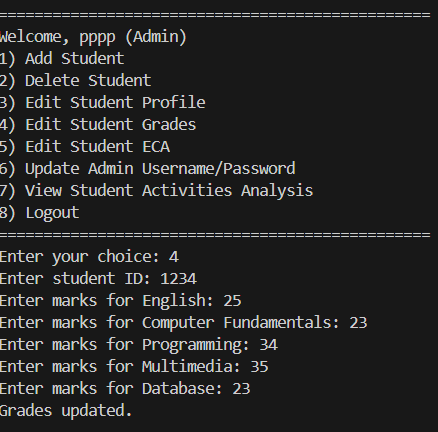 ================================================
Welcome, pppp (Admin)
1) Add Student
2) Delete Student
3) Edit Student Profile
4) Edit Student Grades
5) Edit Student ECA
6) Update Admin Username/Password
7) View Student Activities Analysis
8) Logout
================================================
Enter your choice: 4
Enter student ID: 1234
Enter marks for English: 25
Enter marks for Computer Fundamentals: 23
Enter marks for Programming: 34
Enter marks for Multimedia: 35
Enter marks for Database: 23
Grades updated.